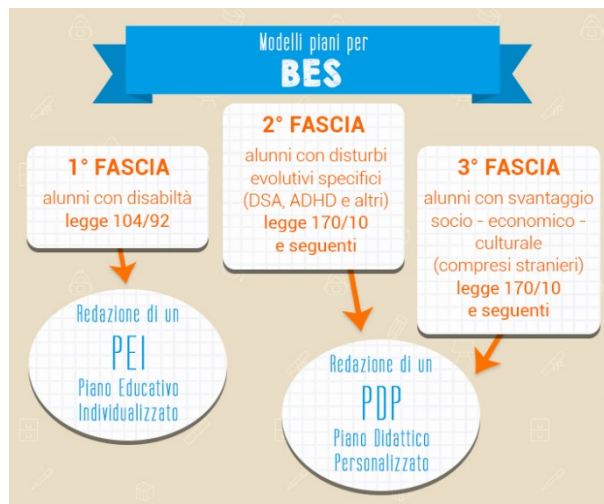 Modelli piani per
BES
1° FASCIA
alunni con disabiltà
legge 104/92
2° FASCIA
alunni con disturbi
evolutivi specifici
(DSA, ADHD e altri)
legge 170/10
e seguenti
3° FASCIA
alunni con svantaggio
socio - economico -
culturale
(compresi stranieri)
legge 170/10
e seguenti
Redazione di un
PEI
Piano Educativo
Individualizzato
Redazione di un
PDP
Piano Didattico
Personalizzato